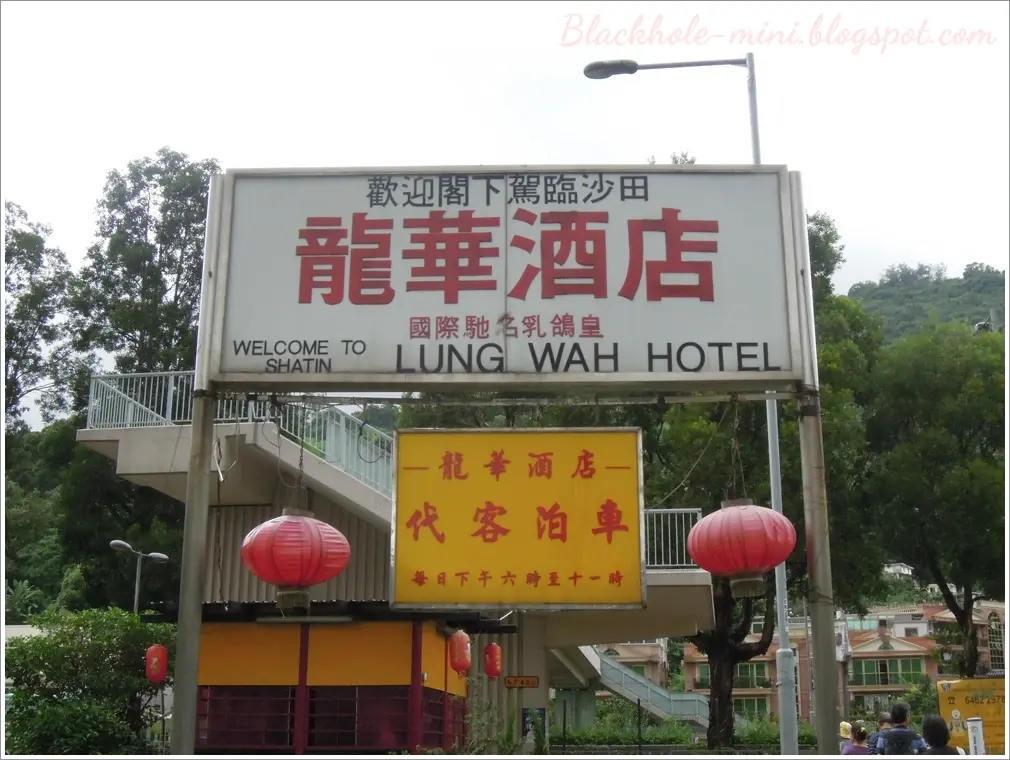 Blackhole-mini.blogspot.com
歡迎閣下駕臨沙田
龍華酒店
國際馳名乳鴿皇
WELCOME TO SHATIN
LUNG WAH HOTEL
龍華酒店
代客泊車
每日下午六時至十一時